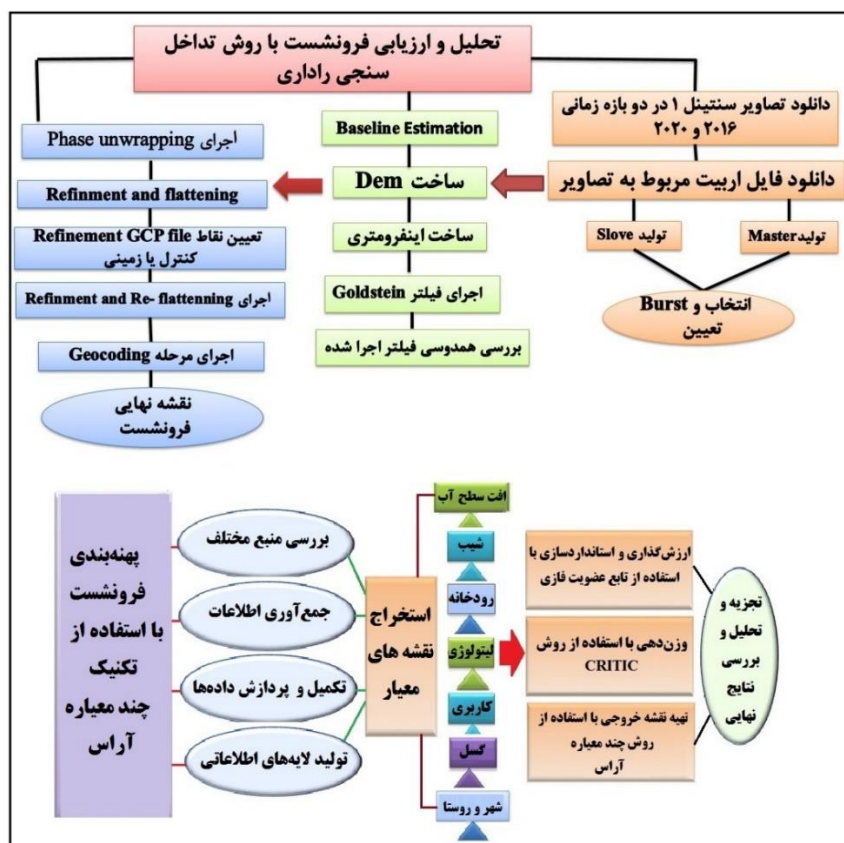 تحلیل و ارزیابی فرونشست با روش تداخل
سنجی راداری
دانلود تصاویر سنتینل ۱ در دو بازه زمانی
۲۰۱۶ و ۲۰۲۰
دانلود فایل اربیت مربوط به تصاویر
تولیدMaster
تولید Slove
انتخاب و Burst
تعیین
Baseline Estimation
ساخت Dem
ساخت اینفرومتری
اجرای فیلتر Goldstein
بررسی همدوسی فیلتر اجرا شده
اجرای Phase unwrapping
Refinment and flattening
تعیین نقاط Refinement GCP file
کنترل یا زمینی
اجرای Refinment and Re- flattenning
اجرای مرحله Geocoding
نقشه نهایی
فرونشست
پهنه‌بندی
فرونشست
با استفاده از
تکنیک
چند معیاره
آراس
بررسی منبع مختلف
جمع‌آوری اطلاعات
تکمیل و پردازش داده‌ها
تولید لایه‌های اطلاعاتی
استخراج
نقشه های
معیار
افت سطح آب
شیب
رودخانه
لیتولوژی
کاربری
گسل
شهر و روستا
ارزش‌گذاری و استانداردسازی با
استفاده از تابع عضویت فازی
وزن‌دهی با استفاده از روش
CRITIC
تهیه نقشه خروجی با استفاده از
روش چند معیاره
آراس
تجزیه و
تحلیل و
بررسی
نتایج
نهایی